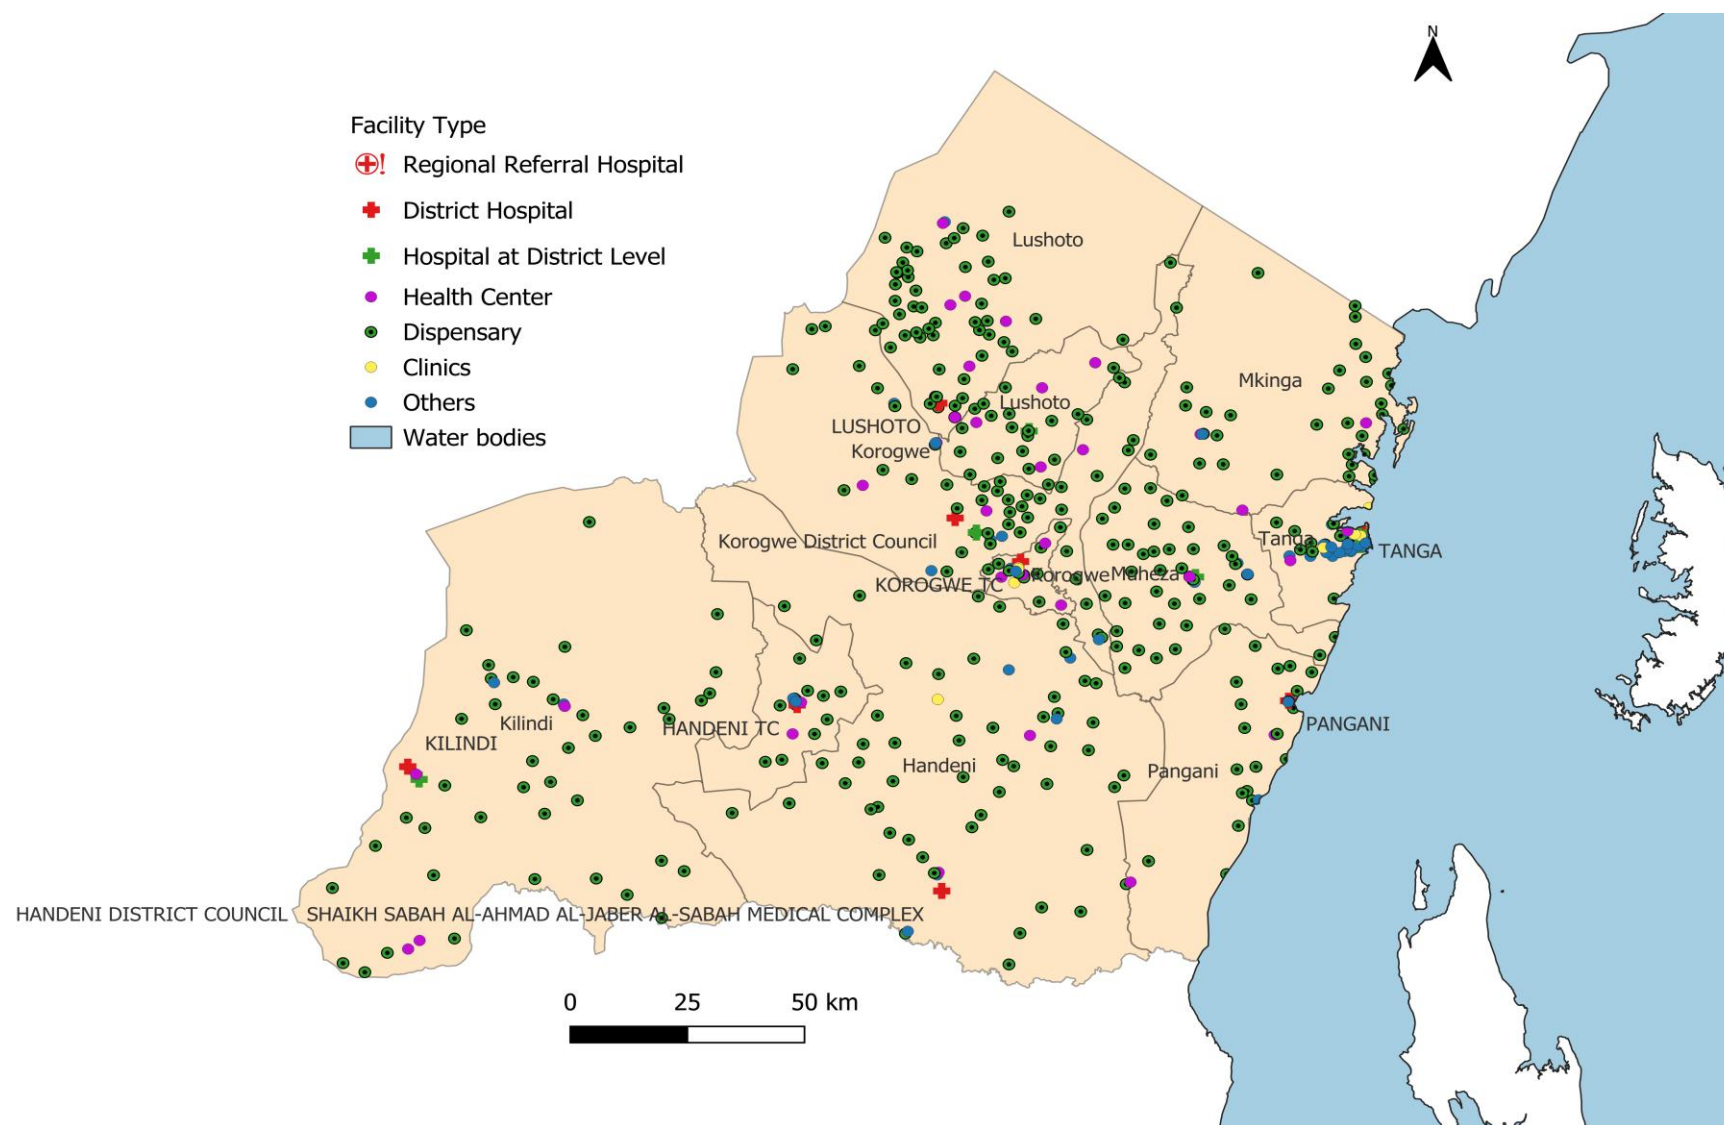 N
Facility Type
Regional Referral Hospital
District Hospital
Hospital at District Level
Health Center
Dispensary
Clinics
Others
Water bodies
Lushoto
Mkinga
Lushoto
LUSHOTO
Korogwe
Korogwe District Council
Tanga
TANGA
KOROGWE TC
Korogwe
Muheza
Kilindi
KILINDI
HANDENI TC
PANGANI
Handeni
Pangani
HANDENI DISTRICT COUNCIL
SHAIKH SABAH AL-AHMAD AL-JABER AL-SABAH MEDICAL COMPLEX
0 25 50 km